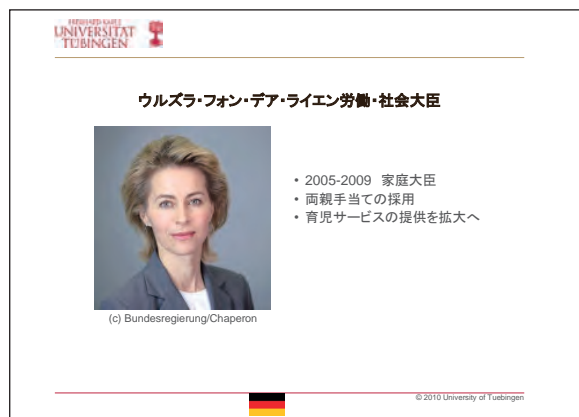 EBERHARD KARLS
UNIVERSITÄT
TÜBINGEN
ウルズラ・フォン・デア・ライエン労働・社会大臣
• 2005-2009 家庭大臣
• 両親手当ての採用
• 育児サービスの提供を拡大へ
(c) Bundesregierung/Chaperon
© 2010 University of Tuebingen